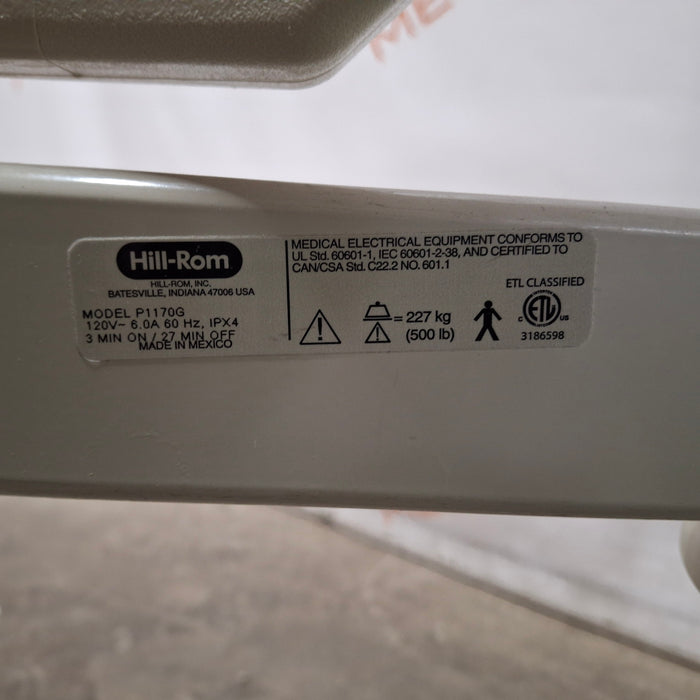 ME
Hill-Rom
HILL-ROM, INC.
BATESVILLE, INDIANA 47006 USA
MODEL P1170G
120V~ 6.0A 60 Hz, IPX4
3 MIN ON / 27 MIN OFF
MADE IN MEXICO
MEDICAL ELECTRICAL EQUIPMENT CONFORMS TO
UL Std. 60601-1, IEC 60601-2-38, AND CERTIFIED TO
CAN/CSA Std. C22.2 NO. 601.1
= 227 kg
(500 lb)
ETL CLASSIFIED
C ETL US
3186598